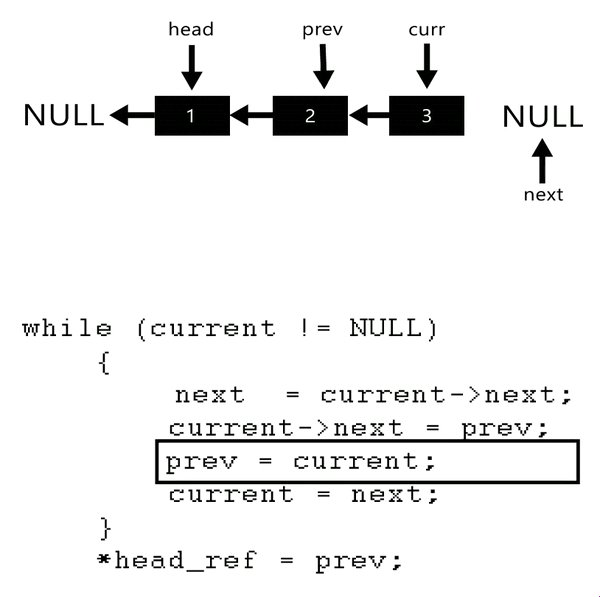 head prev curr
NULL 1 2 3 NULL
next
while (current != NULL)
{
next = current->next;
current->next = prev;
prev = current;
current = next;
}
*head_ref = prev;